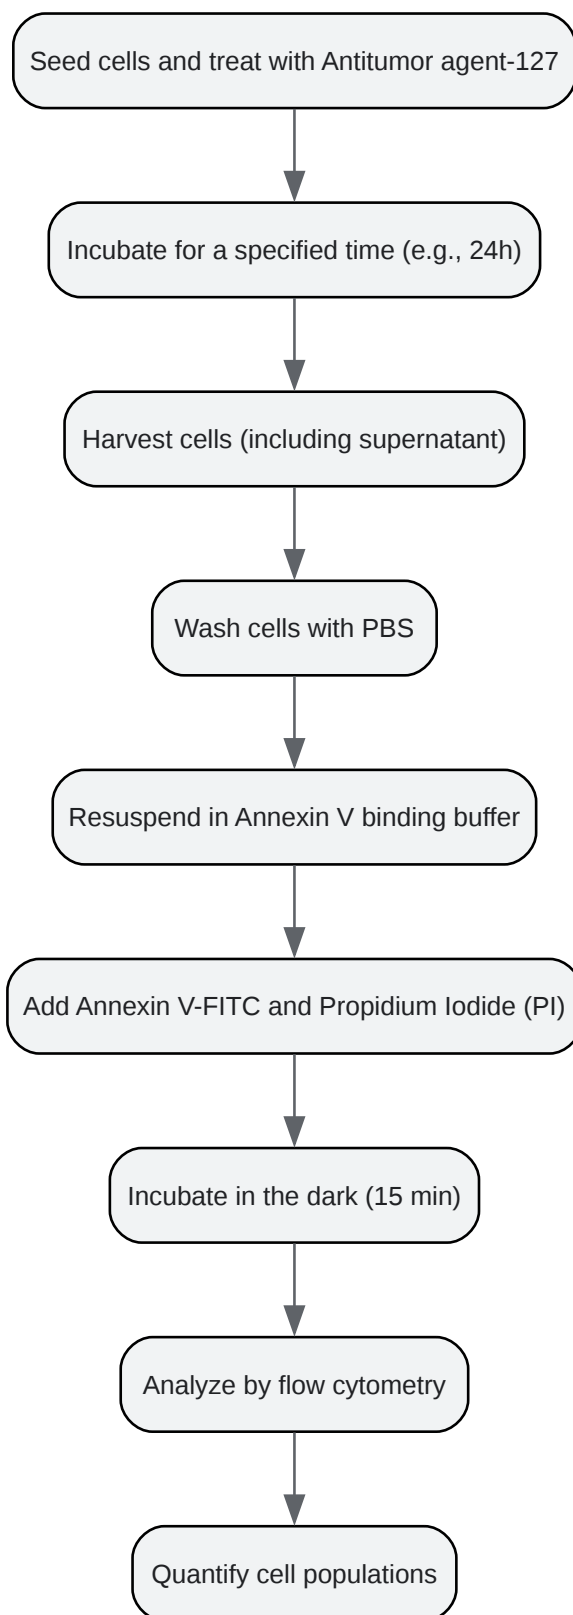 Seed cells and treat with Antitumor agent-127
Incubate for a specified time (e.g., 24h)
Harvest cells (including supernatant)
Wash cells with PBS
Resuspend in Annexin V binding buffer
Add Annexin V-FITC and Propidium Iodide (PI)
Incubate in the dark (15 min)
Analyze by flow cytometry
Quantify cell populations